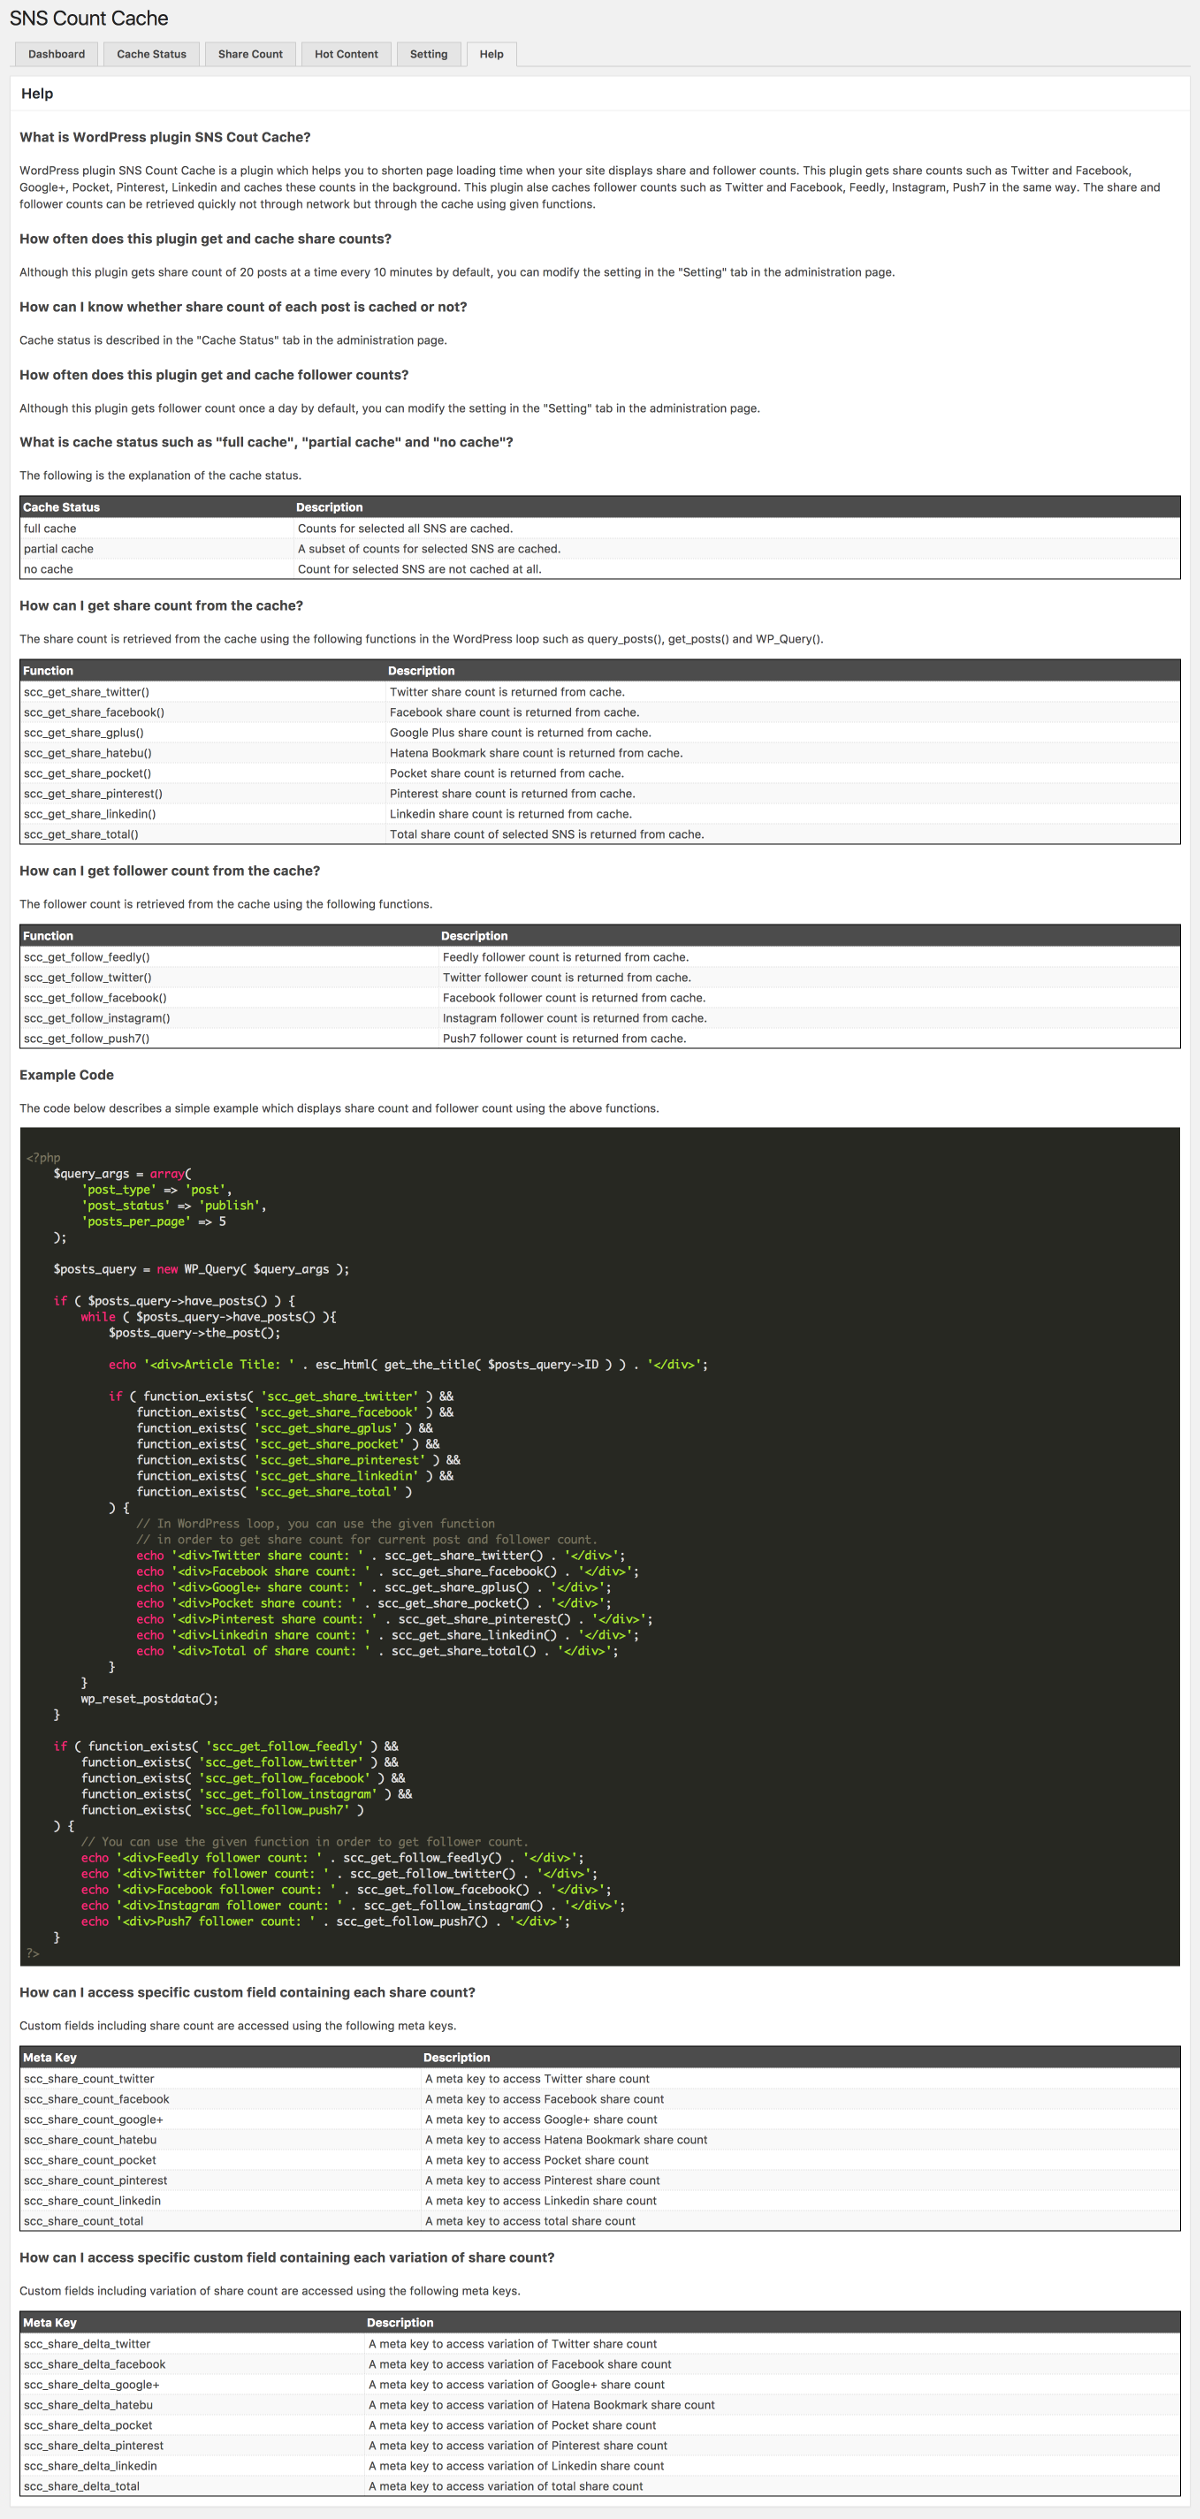 SNS Count Cache
Dashboard Cache Status Share Count Hot Content Setting Help
Help
What is WordPress plugin SNS Cout Cache?
WordPress plugin SNS Count Cache is a plugin which helps you to shorten page loading time when your site displays share and follower counts. This plugin gets share counts such as Twitter and Facebook,
Google+, Pocket, Pinterest, Linkedin and caches these counts in the background. This plugin alse caches follower counts such as Twitter and Facebook, Feedly, Instagram, Push7 in the same way. The share and
follower counts can be retrieved quickly not through network but through the cache using given functions.
How often does this plugin get and cache share counts?
Although this plugin gets share count of 20 posts at a time every 10 minutes by default, you can modify the setting in the "Setting" tab in the administration page.
How can I know whether share count of each post is cached or not?
Cache status is described in the "Cache Status" tab in the administration page.
How often does this plugin get and cache follower counts?
Although this plugin gets follower count once a day by default, you can modify the setting in the "Setting" tab in the administration page.
What is cache status such as "full cache", "partial cache" and "no cache"?
The following is the explanation of the cache status.
Cache Status Description
full cache Counts for selected all SNS are cached.
partial cache A subset of counts for selected SNS are cached.
no cache Count for selected SNS are not cached at all.
How can I get share count from the cache?
The share count is retrieved from the cache using the following functions in the WordPress loop such as query_posts(), get_posts() and WP_Query().
Function Description
scc_get_share_twitter() Twitter share count is returned from cache.
scc_get_share_facebook() Facebook share count is returned from cache.
scc_get_share_gplus() Google Plus share count is returned from cache.
scc_get_share_hatebu() Hatena Bookmark share count is returned from cache.
scc_get_share_pocket() Pocket share count is returned from cache.
scc_get_share_pinterest() Pinterest share count is returned from cache.
scc_get_share_linkedin() Linkedin share count is returned from cache.
scc_get_share_total() Total share count of selected SNS is returned from cache.
How can I get follower count from the cache?
The follower count is retrieved from the cache using the following functions.
Function Description
scc_get_follow_feedly() Feedly follower count is returned from cache.
scc_get_follow_twitter() Twitter follower count is returned from cache.
scc_get_follow_facebook() Facebook follower count is returned from cache.
scc_get_follow_instagram() Instagram follower count is returned from cache.
scc_get_follow_push7() Push7 follower count is returned from cache.
Example Code
The code below describes a simple example which displays share count and follower count using the above functions.
<?php
$query_args = array(
'post_type' => 'post',
'post_status' => 'publish',
'posts_per_page' => 5
);
$posts_query = new WP_Query( $query_args );
if ( $posts_query->have_posts() ) {
while ( $posts_query->have_posts() ){
$posts_query->the_post();
echo '<div>Article Title: ' . esc_html( get_the_title( $posts_query->ID ) ) . '</div>';
if ( function_exists( 'scc_get_share_twitter' ) &&
function_exists( 'scc_get_share_facebook' ) &&
function_exists( 'scc_get_share_gplus' ) &&
function_exists( 'scc_get_share_pocket' ) &&
function_exists( 'scc_get_share_pinterest' ) &&
function_exists( 'scc_get_share_linkedin' ) &&
function_exists( 'scc_get_share_total' )
) {
// In WordPress loop, you can use the given function
// in order to get share count for current post and follower count.
echo '<div>Twitter share count: ' . scc_get_share_twitter() . '</div>';
echo '<div>Facebook share count: ' . scc_get_share_facebook() . '</div>';
echo '<div>Google+ share count: ' . scc_get_share_gplus() . '</div>';
echo '<div>Pocket share count: ' . scc_get_share_pocket() . '</div>';
echo '<div>Pinterest share count: ' . scc_get_share_pinterest() . '</div>';
echo '<div>Linkedin share count: ' . scc_get_share_linkedin() . '</div>';
echo '<div>Total of share count: ' . scc_get_share_total() . '</div>';
}
}
wp_reset_postdata();
}
if ( function_exists( 'scc_get_follow_feedly' ) &&
function_exists( 'scc_get_follow_twitter' ) &&
function_exists( 'scc_get_follow_facebook' ) &&
function_exists( 'scc_get_follow_instagram' ) &&
function_exists( 'scc_get_follow_push7' )
) {
// You can use the given function in order to get follower count.
echo '<div>Feedly follower count: ' . scc_get_follow_feedly() . '</div>';
echo '<div>Twitter follower count: ' . scc_get_follow_twitter() . '</div>';
echo '<div>Facebook follower count: ' . scc_get_follow_facebook() . '</div>';
echo '<div>Instagram follower count: ' . scc_get_follow_instagram() . '</div>';
echo '<div>Push7 follower count: ' . scc_get_follow_push7() . '</div>';
}
?>
How can I access specific custom field containing each share count?
Custom fields including share count are accessed using the following meta keys.
Meta Key Description
scc_share_count_twitter A meta key to access Twitter share count
scc_share_count_facebook A meta key to access Facebook share count
scc_share_count_google+ A meta key to access Google+ share count
scc_share_count_hatebu A meta key to access Hatena Bookmark share count
scc_share_count_pocket A meta key to access Pocket share count
scc_share_count_pinterest A meta key to access Pinterest share count
scc_share_count_linkedin A meta key to access Linkedin share count
scc_share_count_total A meta key to access total share count
How can I access specific custom field containing each variation of share count?
Custom fields including variation of share count are accessed using the following meta keys.
Meta Key Description
scc_share_delta_twitter A meta key to access variation of Twitter share count
scc_share_delta_facebook A meta key to access variation of Facebook share count
scc_share_delta_google+ A meta key to access variation of Google+ share count
scc_share_delta_hatebu A meta key to access variation of Hatena Bookmark share count
scc_share_delta_pocket A meta key to access variation of Pocket share count
scc_share_delta_pinterest A meta key to access variation of Pinterest share count
scc_share_delta_linkedin A meta key to access variation of Linkedin share count
scc_share_delta_total A meta key to access variation of total share count